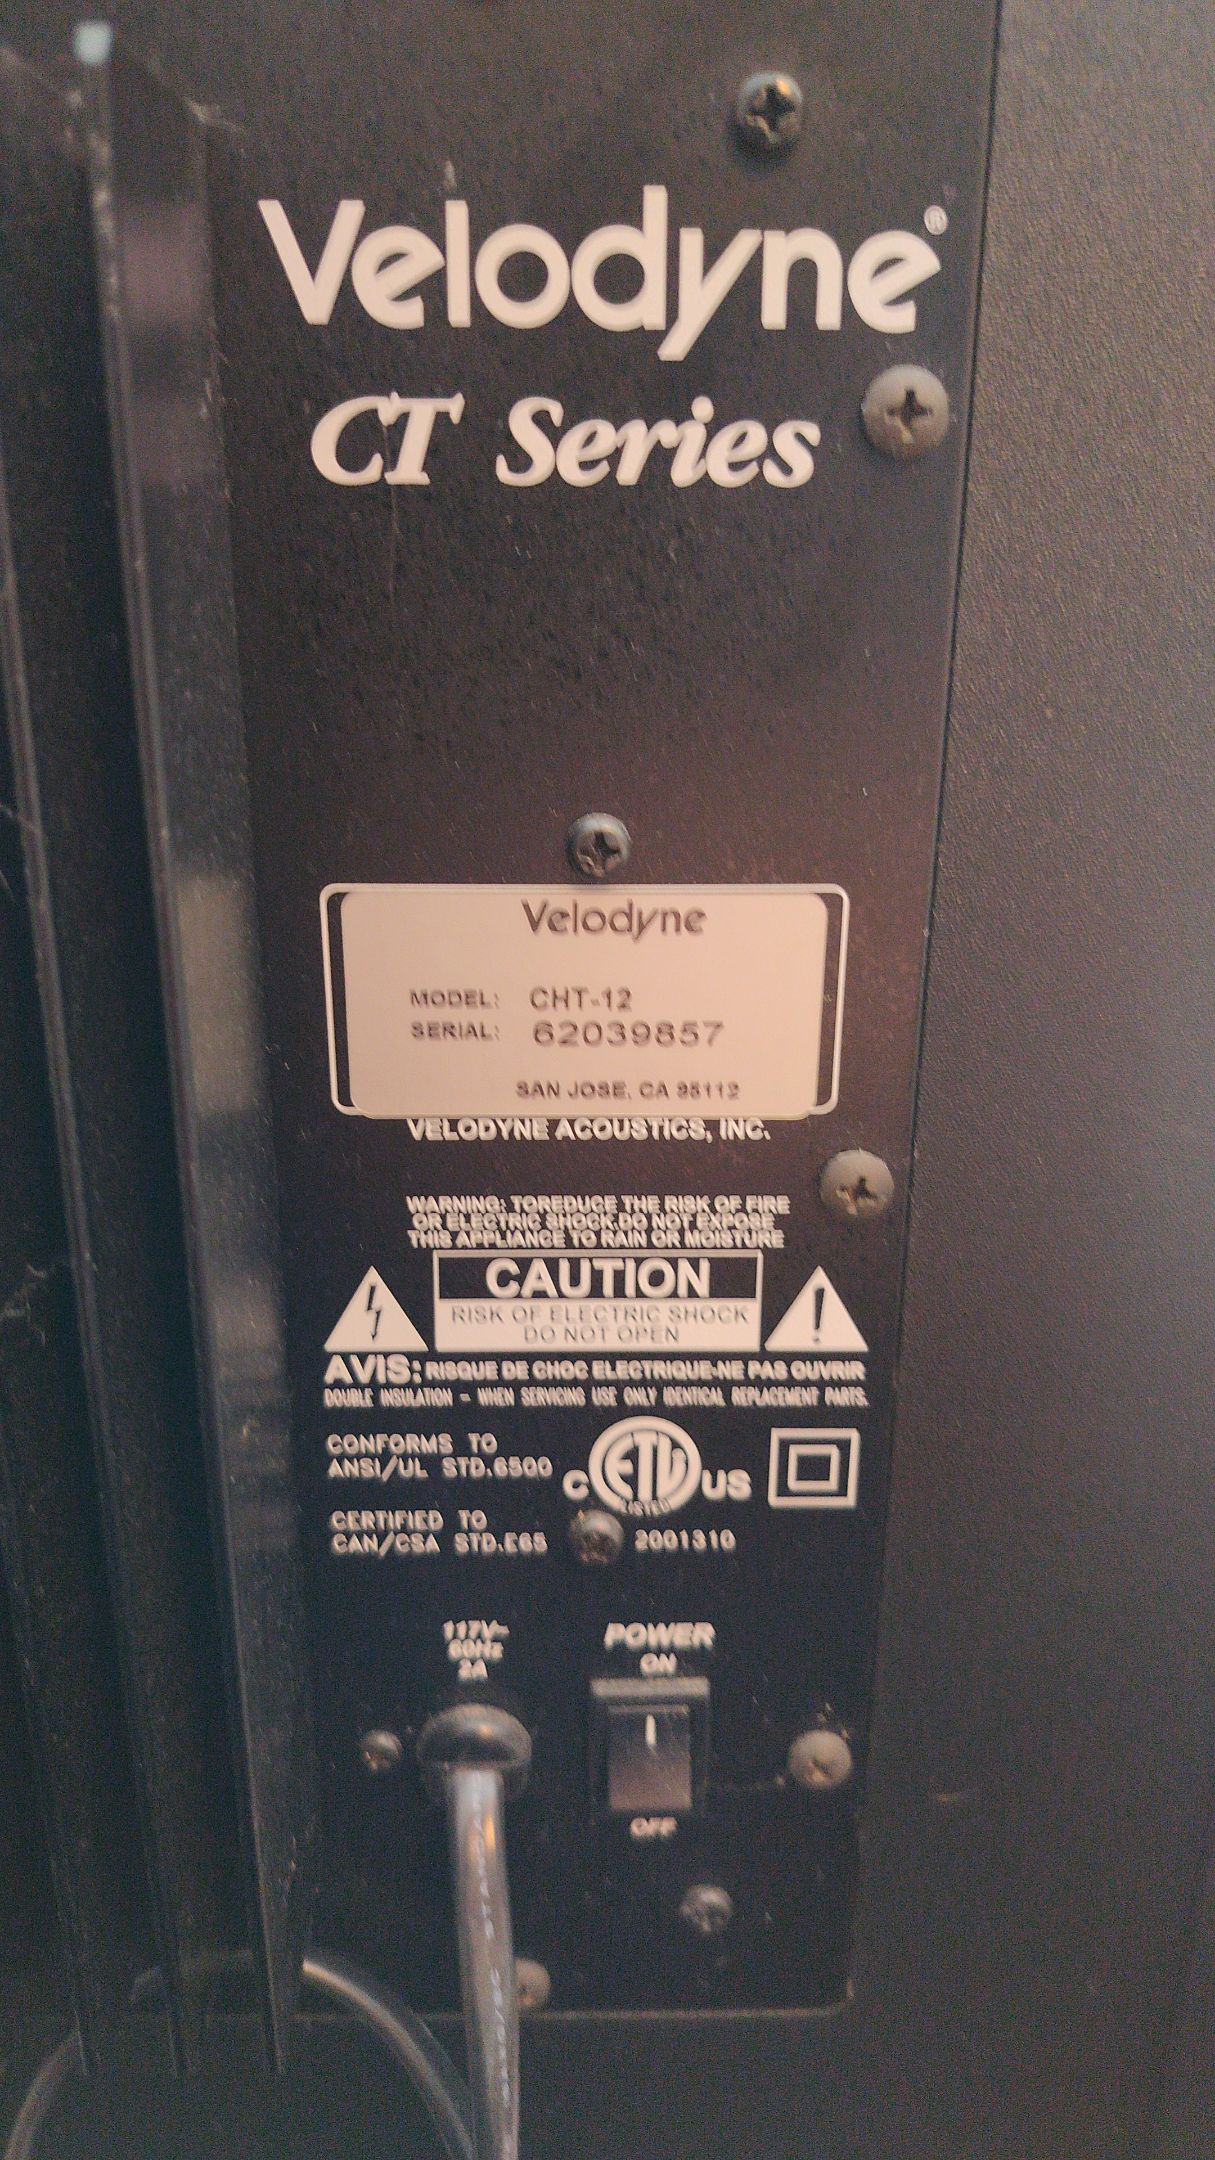 Velodyne®
CT Series
Velodyne
MODEL: CHT-12
SERIAL: 62039857
SAN JOSE, CA 95112
VELODYNE ACOUSTICS, INC.
WARNING: TOREDUCE THE RISK OF FIRE
OR ELECTRIC SHOCK,DO NOT EXPOSE
THIS APPLIANCE TO RAIN OR MOISTURE
CAUTION
RISK OF ELECTRIC SHOCK
DO NOT OPEN
AVIS: RISQUE DE CHOC ELECTRIQUE-NE PAS OUVRIR
DOUBLE INSULATION - WHEN SERVICING USE ONLY IDENTICAL REPLACEMENT PARTS.
CONFORMS TO
ANSI/UL STD.6500
C ETL US
LISTED
CERTIFIED TO
CAN/CSA STD.E65
2001310
117V~
60Hz
2A
POWER
ON
OFF